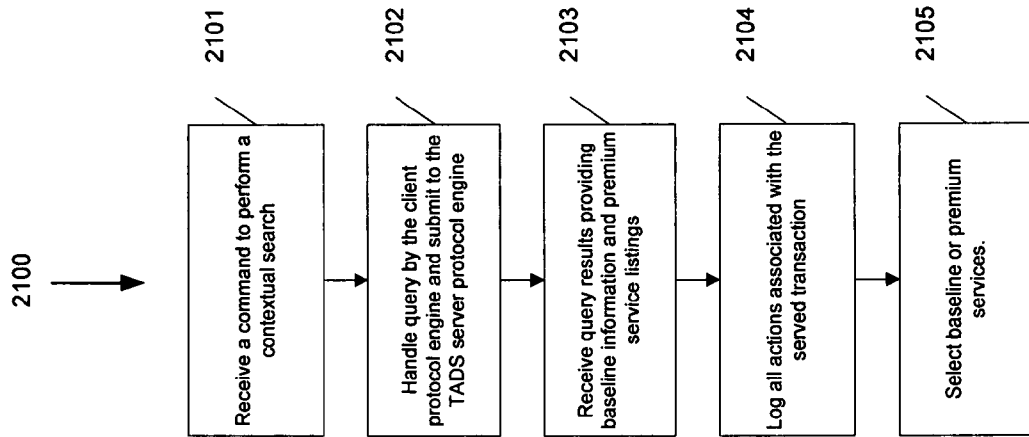 2100
Receive a command to perform a
contextual search
2101
Handle query by the client
protocol engine and submit to the
TADS server protocol engine
2102
Receive query results providing
baseline information and premium
service listings
2103
Log all actions associated with the
served transaction
2104
Select baseline or premium
services.
2105